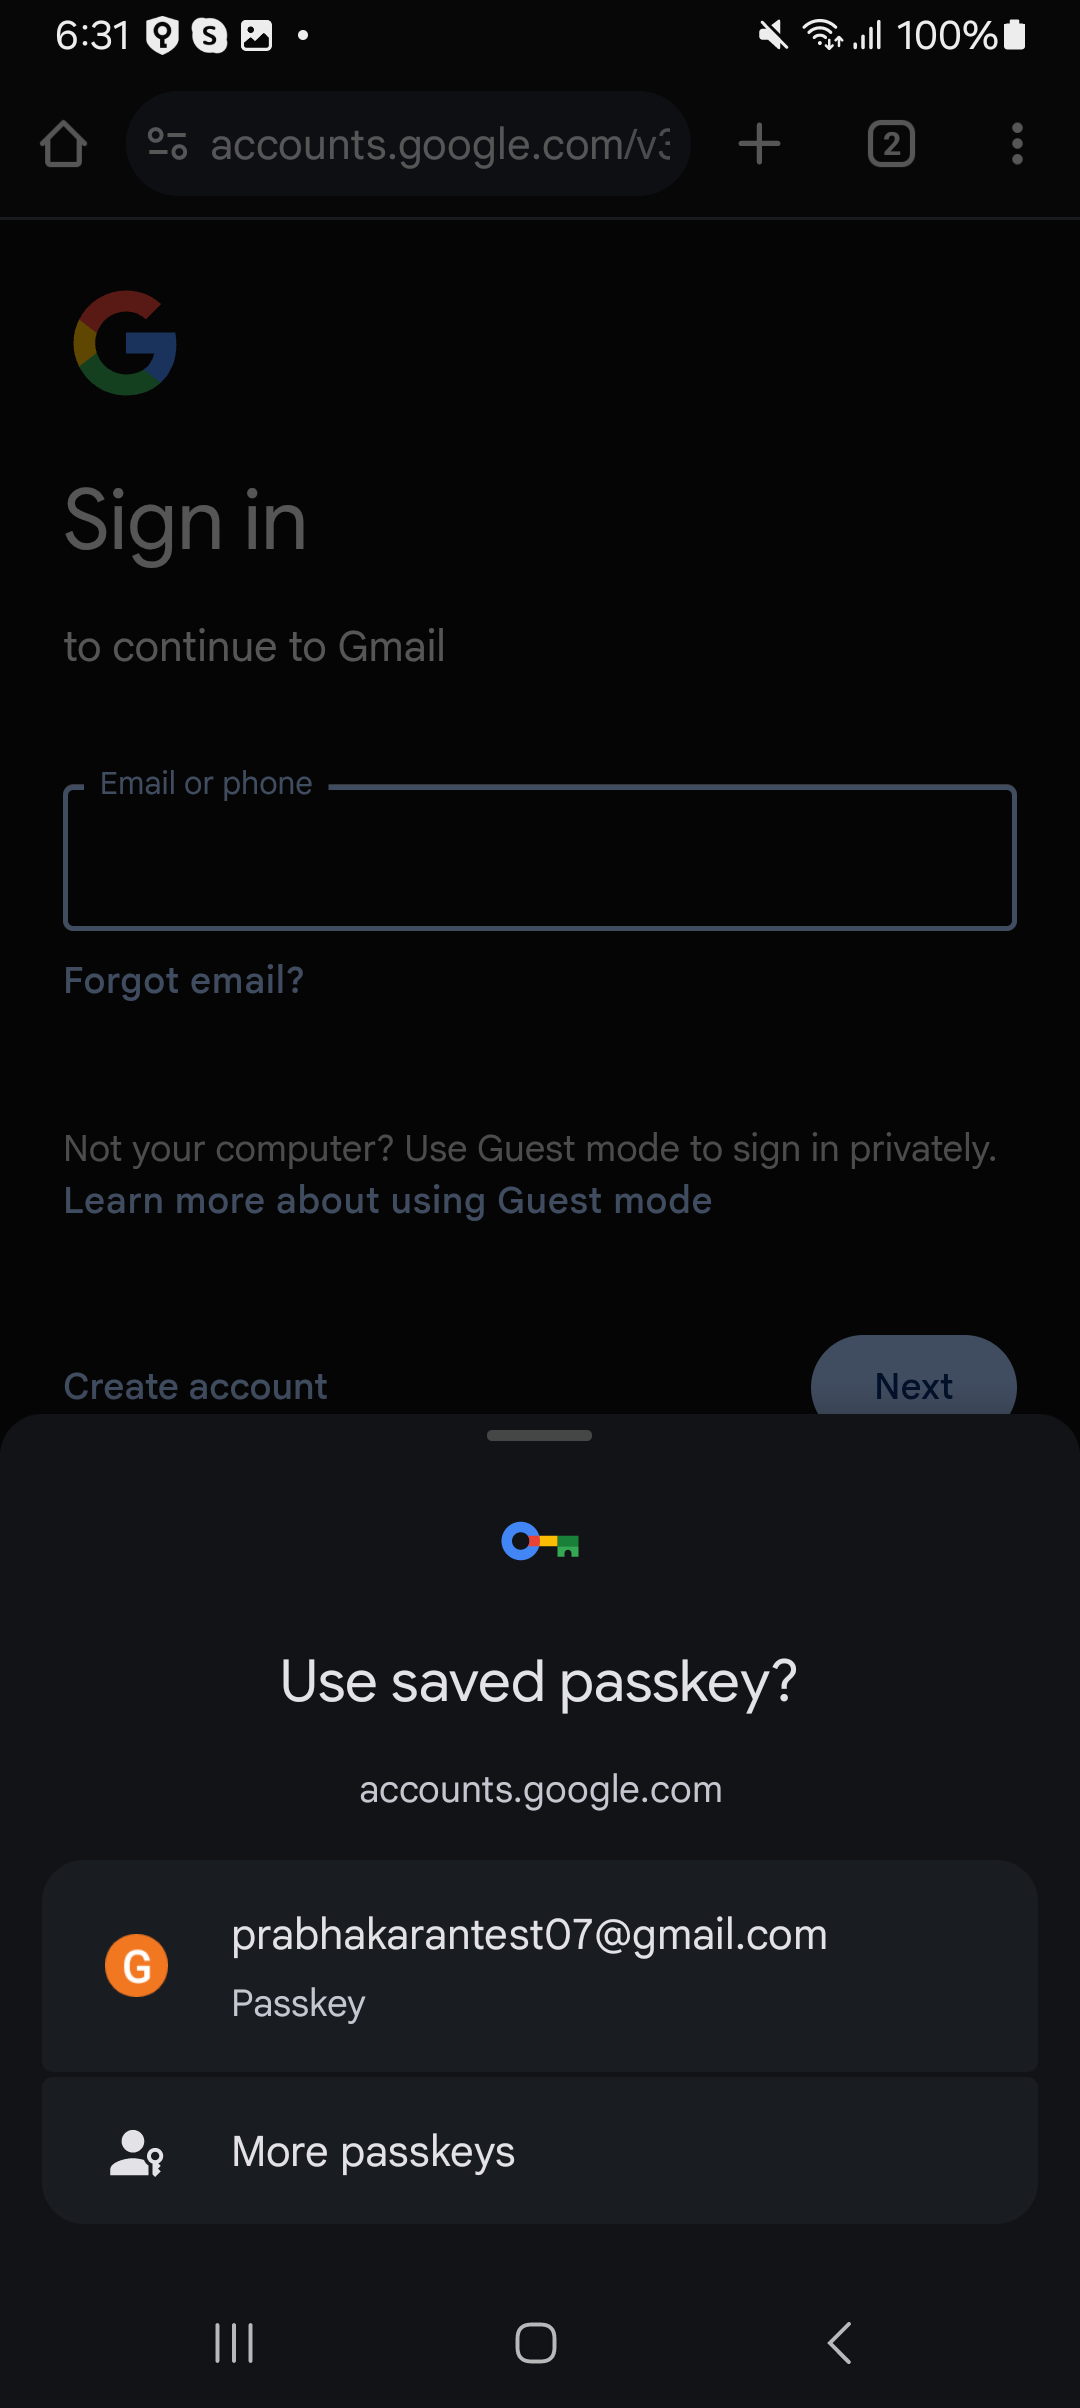 6:31
100%
accounts.google.com/v3
2
Sign in
to continue to Gmail
Email or phone
Forgot email?
Not your computer? Use Guest mode to sign in privately.
Learn more about using Guest mode
Create account
Next
Use saved passkey?
accounts.google.com
G
prabhakarantest07@gmail.com
Passkey
More passkeys